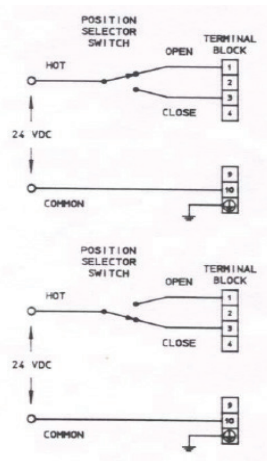 POSITION
SELECTOR
SWITCH
TERMINAL
BLOCK
OPEN
HOT
1
2
3
4
CLOSE
24 VDC
9
10
COMMON
POSITION
SELECTOR
SWITCH
TERMINAL
BLOCK
OPEN
HOT
1
2
3
4
CLOSE
24 VDC
9
10
COMMON